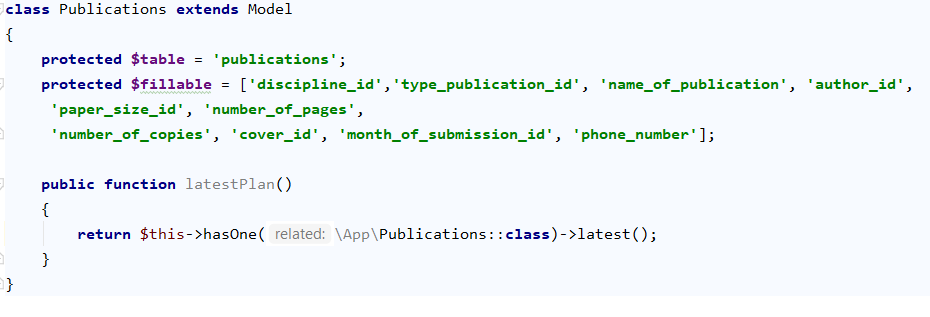 class Publications extends Model
{
    protected $table = 'publications';
    protected $fillable = ['discipline_id','type_publication_id', 'name_of_publication', 'author_id',
     'paper_size_id', 'number_of_pages',
     'number_of_copies', 'cover_id', 'month_of_submission_id', 'phone_number'];

    public function latestPlan()
    {
        return $this->hasOne( related: \App\Publications::class)->latest();
    }
}